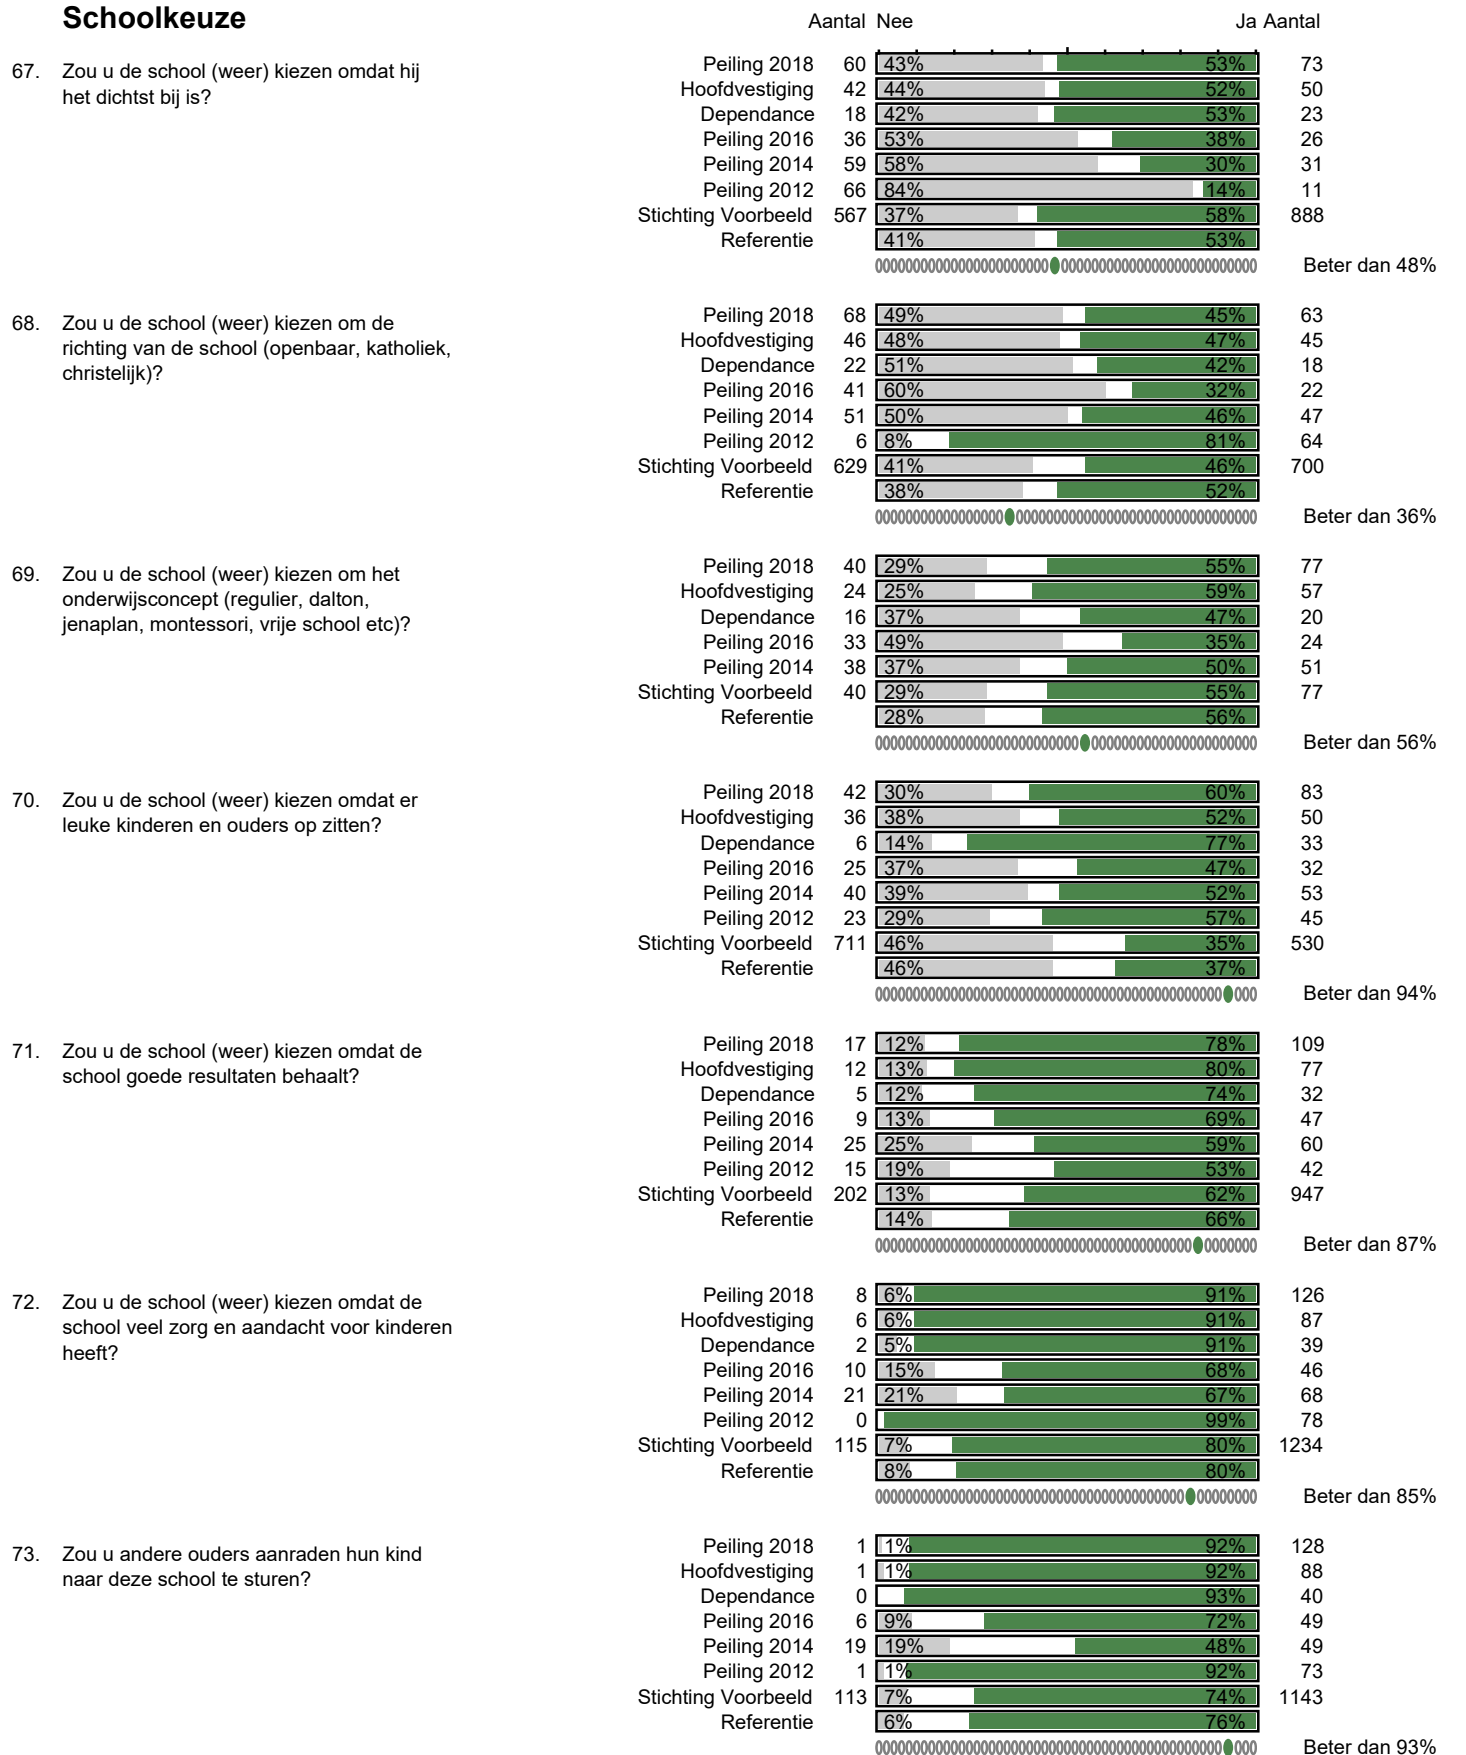 Schoolkeuze
Aantal Nee Ja Aantal
67. Zou u de school (weer) kiezen omdat hij
het dichtst bij is?
Peiling 2018 60 43% 53% 73
Hoofdvestiging 42 44% 52% 50
Dependance 18 42% 53% 23
Peiling 2016 36 53% 38% 26
Peiling 2014 59 58% 30% 31
Peiling 2012 66 84% 14% 11
Stichting Voorbeeld 567 37% 58% 888
Referentie 41% 53%
Beter dan 48%
68. Zou u de school (weer) kiezen om de
richting van de school (openbaar, katholiek,
christelijk)?
Peiling 2018 68 49% 45% 63
Hoofdvestiging 46 48% 47% 45
Dependance 22 51% 42% 18
Peiling 2016 41 60% 32% 22
Peiling 2014 51 50% 46% 47
Peiling 2012 6 8% 81% 64
Stichting Voorbeeld 629 41% 46% 700
Referentie 38% 52%
Beter dan 36%
69. Zou u de school (weer) kiezen om het
onderwijsconcept (regulier, dalton,
jenaplan, montessori, vrije school etc)?
Peiling 2018 40 29% 55% 77
Hoofdvestiging 24 25% 59% 57
Dependance 16 37% 47% 20
Peiling 2016 33 49% 35% 24
Peiling 2014 38 37% 50% 51
Stichting Voorbeeld 40 29% 55% 77
Referentie 28% 56%
Beter dan 56%
70. Zou u de school (weer) kiezen omdat er
leuke kinderen en ouders op zitten?
Peiling 2018 42 30% 60% 83
Hoofdvestiging 36 38% 52% 50
Dependance 6 14% 77% 33
Peiling 2016 25 37% 47% 32
Peiling 2014 40 39% 52% 53
Peiling 2012 23 29% 57% 45
Stichting Voorbeeld 711 46% 35% 530
Referentie 46% 37%
Beter dan 94%
71. Zou u de school (weer) kiezen omdat de
school goede resultaten behaalt?
Peiling 2018 17 12% 78% 109
Hoofdvestiging 12 13% 80% 77
Dependance 5 12% 74% 32
Peiling 2016 9 13% 69% 47
Peiling 2014 25 25% 59% 60
Peiling 2012 15 19% 53% 42
Stichting Voorbeeld 202 13% 62% 947
Referentie 14% 66%
Beter dan 87%
72. Zou u de school (weer) kiezen omdat de
school veel zorg en aandacht voor kinderen
heeft?
Peiling 2018 8 6% 91% 126
Hoofdvestiging 6 6% 91% 87
Dependance 2 5% 91% 39
Peiling 2016 10 15% 68% 46
Peiling 2014 21 21% 67% 68
Peiling 2012 0 99% 78
Stichting Voorbeeld 115 7% 80% 1234
Referentie 8% 80%
Beter dan 85%
73. Zou u andere ouders aanraden hun kind
naar deze school te sturen?
Peiling 2018 1 1% 92% 128
Hoofdvestiging 1 1% 92% 88
Dependance 0 93% 40
Peiling 2016 6 9% 72% 49
Peiling 2014 19 19% 48% 49
Peiling 2012 1 1% 92% 73
Stichting Voorbeeld 113 7% 74% 1143
Referentie 6% 76%
Beter dan 93%